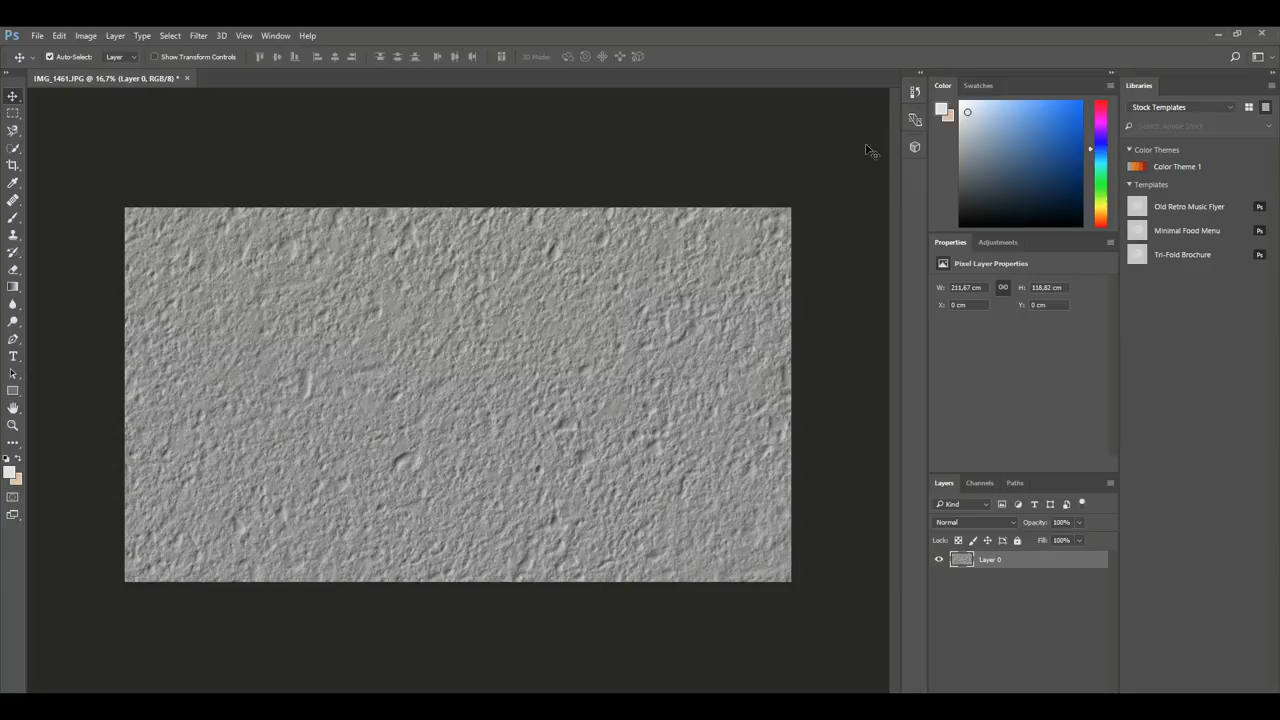 Ps File Edit Image Layer Type Select Filter 3D View Window Help
Auto-Select: Layer Show Transform Controls 3D Mode:
IMG_1461.JPG @ 16,7% (Layer 0, RGB/8) * ×
Color Swatches
Libraries
Stock Templates
Search Adobe Stock
Color Themes
Color Theme 1
Templates
Old Retro Music Flyer Ps
Minimal Food Menu Ps
Tri-Fold Brochure Ps
Properties Adjustments
Pixel Layer Properties
W: 211,67 cm H: 118,82 cm
X: 0 cm Y: 0 cm
Layers Channels Paths
Kind
Normal Opacity: 100%
Lock: Fill: 100%
Layer 0